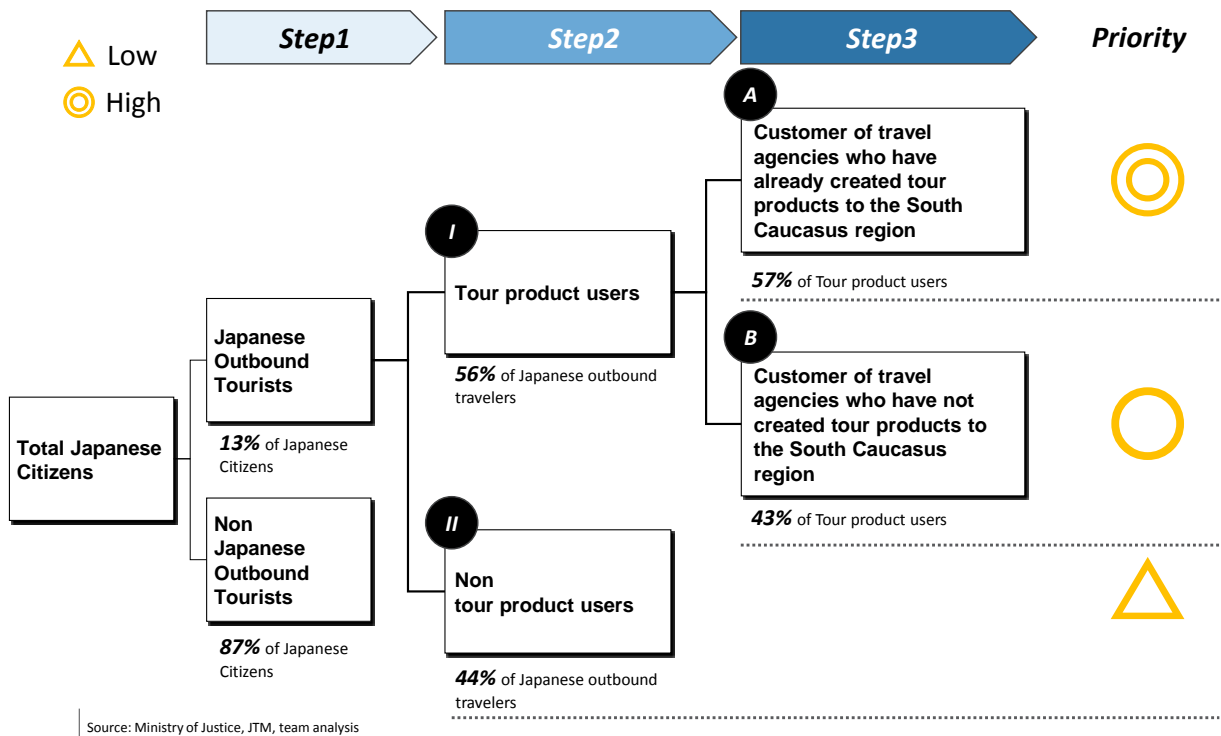 Step1
Step2
Step3
Priority
Low
High
A
Customer of travel
agencies who have
already created tour
products to the South
Caucasus region
57% of Tour product users
I
Tour product users
56% of Japanese outbound
travelers
Japanese
Outbound
Tourists
13% of Japanese
Citizens
B
Customer of travel
agencies who have not
created tour products to
the South Caucasus
region
43% of Tour product users
Total Japanese
Citizens
Non
Japanese
Outbound
Tourists
87% of Japanese
Citizens
II
Non
tour product users
44% of Japanese outbound
travelers
Source: Ministry of Justice, JTM, team analysis